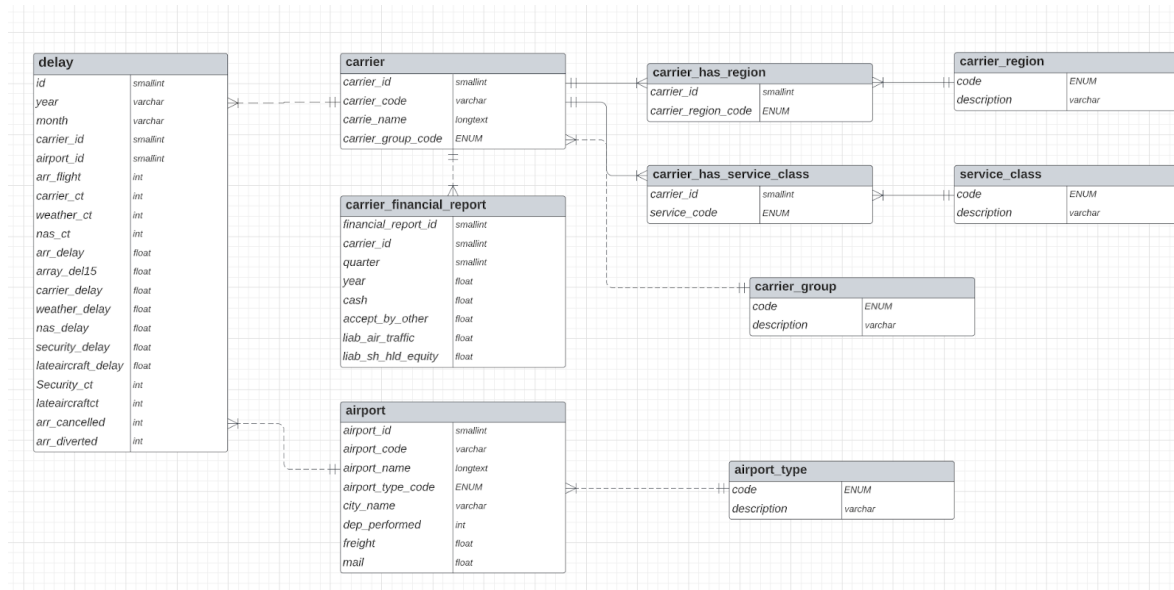 delay
id smallint
year varchar
month varchar
carrier_id smallint
airport_id smallint
arr_flight int
carrier_ct int
weather_ct int
nas_ct int
arr_delay float
array_del15 float
carrier_delay float
weather_delay float
nas_delay float
security_delay float
lateaircraft_delay float
Security_ct int
lateaircraftct int
arr_cancelled int
arr_diverted int
carrier
carrier_id smallint
carrier_code varchar
carrie_name longtext
carrier_group_code ENUM
carrier_financial_report
financial_report_id smallint
carrier_id smallint
quarter smallint
year float
cash float
accept_by_other float
liab_air_traffic float
liab_sh_hld_equity float
airport
airport_id smallint
airport_code varchar
airport_name longtext
airport_type_code ENUM
city_name varchar
dep_performed int
freight float
mail float
carrier_has_region
carrier_id smallint
carrier_region_code ENUM
carrier_has_service_class
carrier_id smallint
service_code ENUM
carrier_region
code ENUM
description varchar
service_class
code ENUM
description varchar
carrier_group
code ENUM
description varchar
airport_type
code ENUM
description varchar